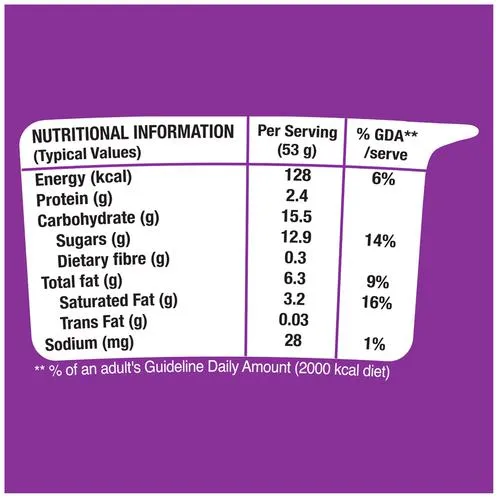 NUTRITIONAL INFORMATION Per Serving % GDA**
(Typical Values) (53 g) /serve
Energy (kcal) 128 6%
Protein (g) 2.4
Carbohydrate (g) 15.5
Sugars (g) 12.9 14%
Dietary fibre (g) 0.3
Total fat (g) 6.3 9%
Saturated Fat (g) 3.2 16%
Trans Fat (g) 0.03
Sodium (mg) 28 1%
** % of an adult's Guideline Daily Amount (2000 kcal diet)